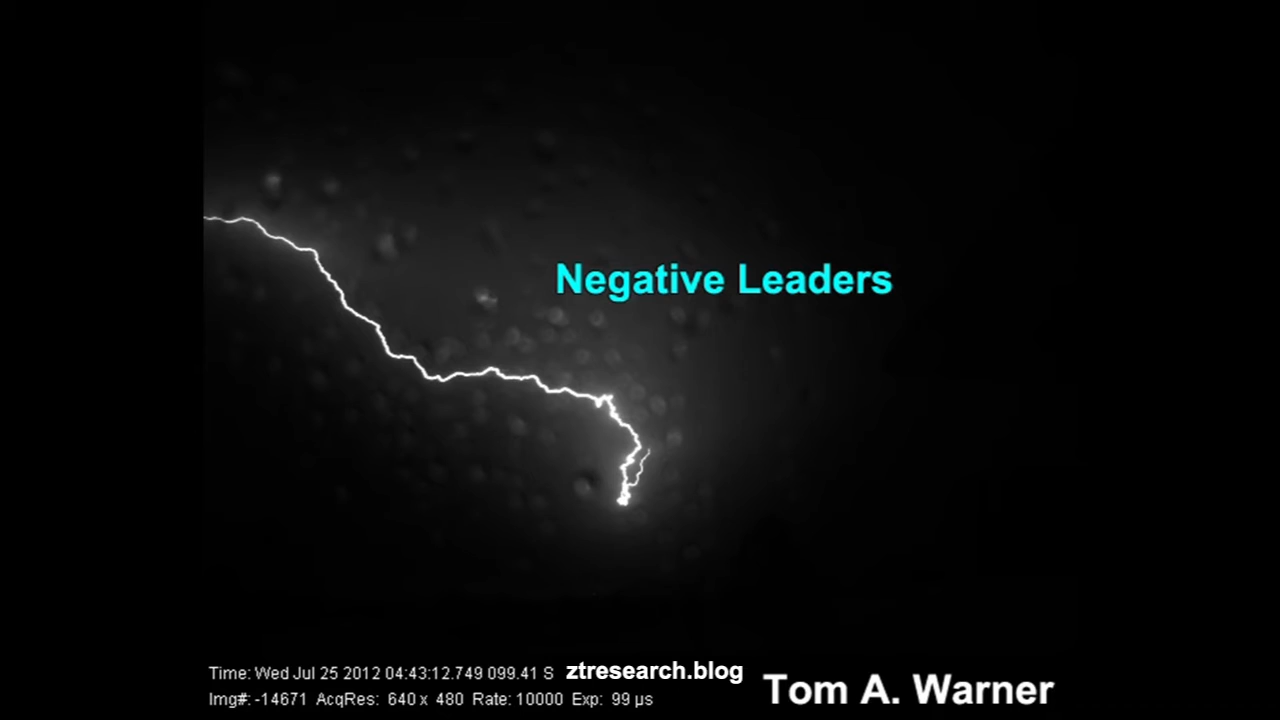 Negative Leaders
Time: Wed Jul 25 2012 04:43:12.749 099.41 S
ztresearch.blog
Img#: -14671 AcqRes: 640 x 480 Rate: 10000 Exp: 99 µs
Tom A. Warner